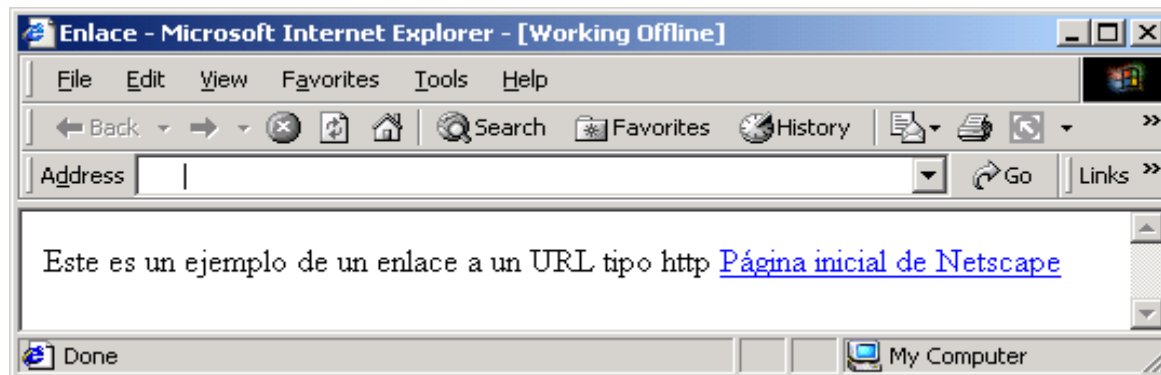 Enlace - Microsoft Internet Explorer - [Working Offline]
File Edit View Favorites Tools Help
Back Search Favorites History »
Address Go Links »
Este es un ejemplo de un enlace a un URL tipo http Página inicial de Netscape
Done My Computer